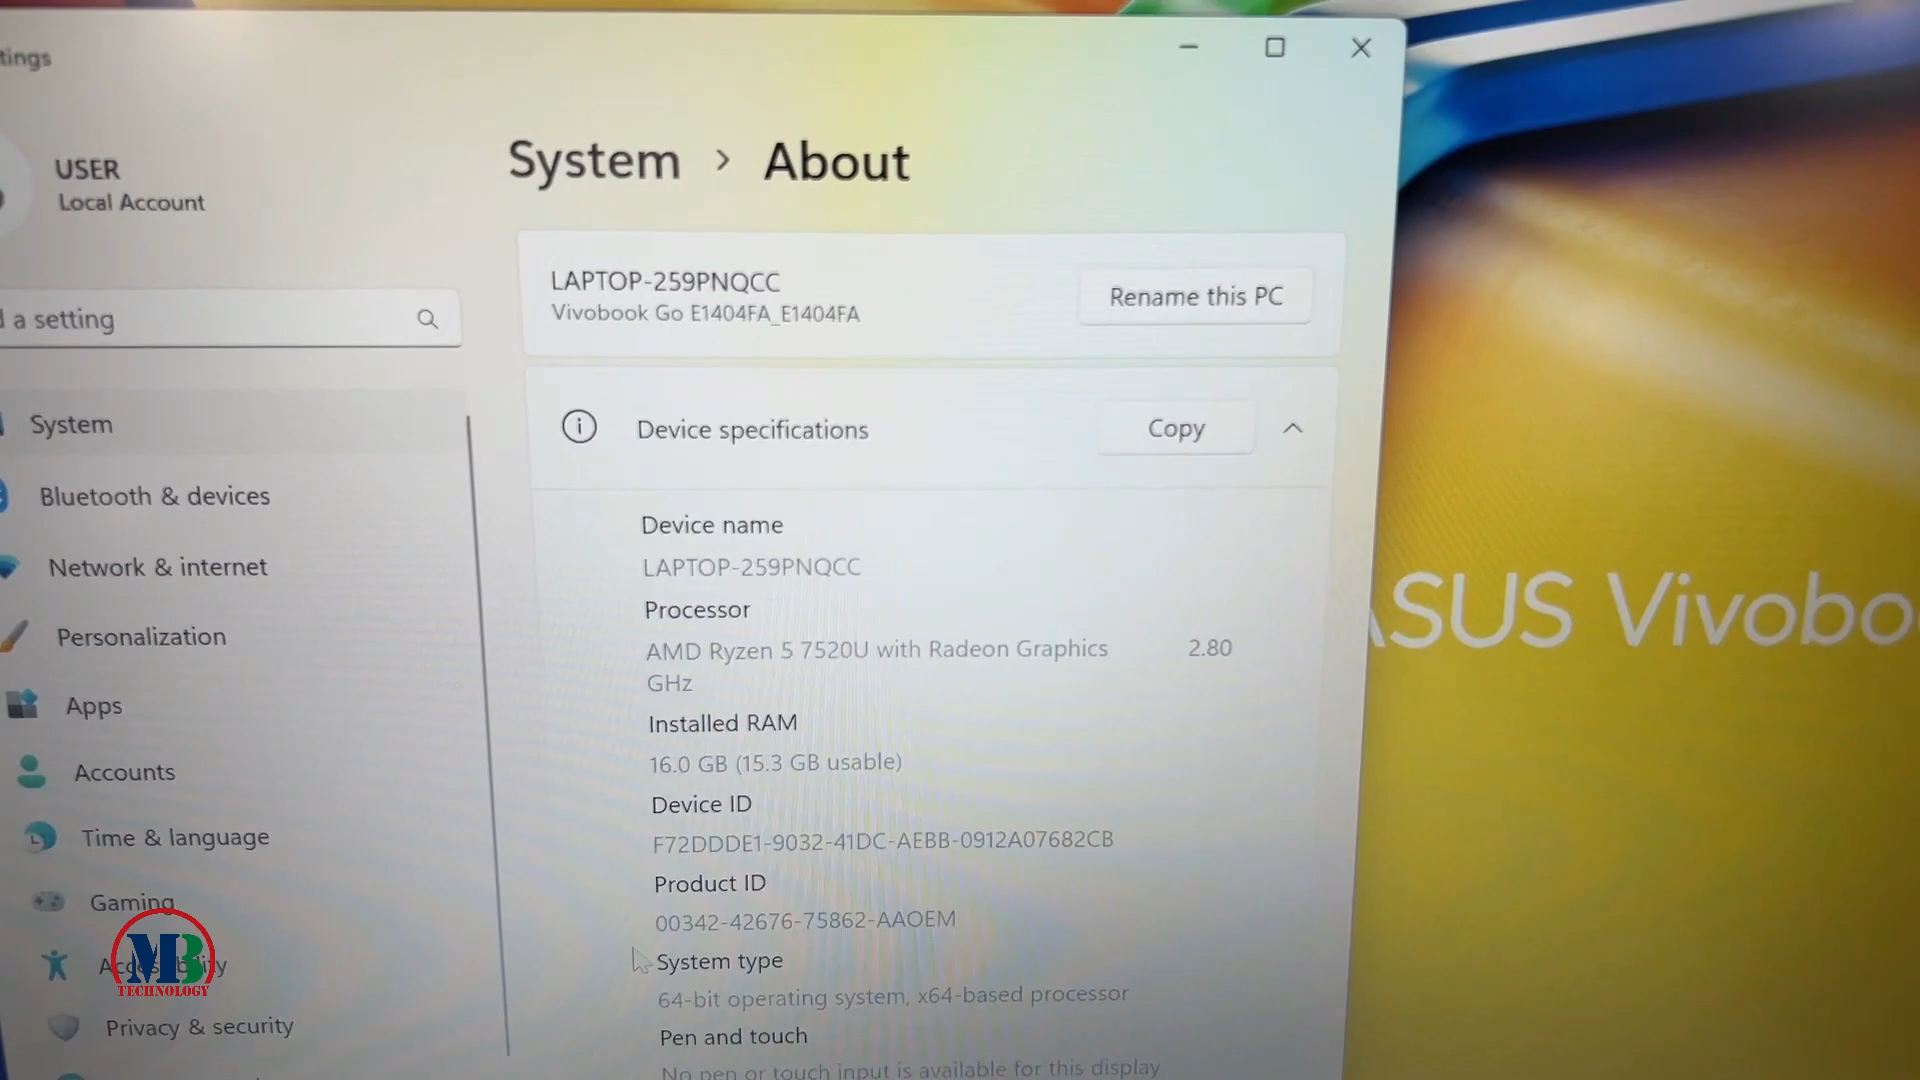 tings
USER
Local Account
a setting
System
Bluetooth & devices
Network & internet
Personalization
Apps
Accounts
Time & language
Gaming
Accessibility
Privacy & security
MB
TECHNOLOGY
System > About
LAPTOP-259PNQCC
Vivobook Go E1404FA_E1404FA
Rename this PC
Device specifications
Copy
Device name
LAPTOP-259PNQCC
Processor
AMD Ryzen 5 7520U with Radeon Graphics 2.80
GHz
Installed RAM
16.0 GB (15.3 GB usable)
Device ID
F72DDDE1-9032-41DC-AEBB-0912A07682CB
Product ID
00342-42676-75862-AAOEM
System type
64-bit operating system, x64-based processor
Pen and touch
No pen or touch input is available for this display
ASUS Vivobo